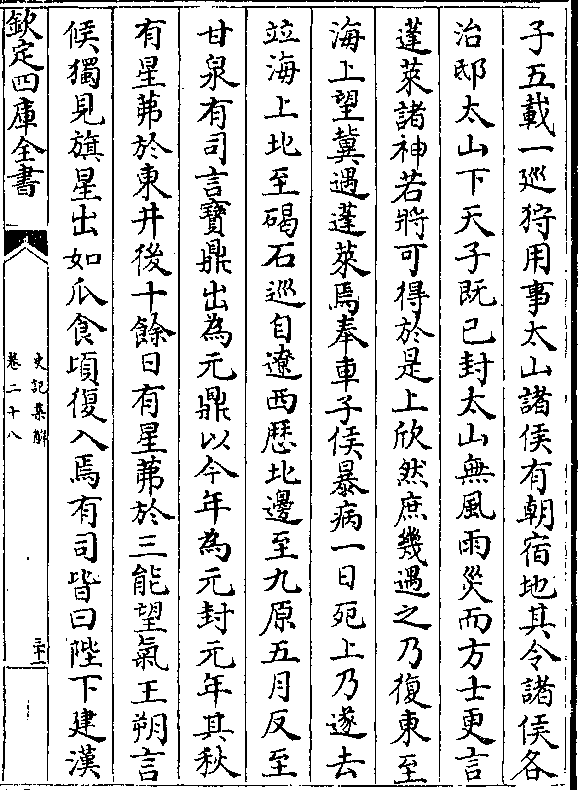 子五載一巡狩用事太山諸侯有朝宿地其令諸侯各
治邸太山下天子既已封太山無風雨災而方士更言
蓬萊諸神若將可得於是上欣然庶幾遇之乃復東至
海上望冀遇蓬萊焉奉車子侯暴病一日死上乃遂去
竝海上北至碣石巡自遼西歴北邊至九原五月反至
甘泉有司言寶鼎出為元鼎以今年為元封元年其秋
有星茀於東井後十餘日有星茀於三能望氣王朔言
候獨見旗星出如瓜食頃復入焉有司皆曰陛下建漢
欽定四庫全書
史記集解
卷二十八